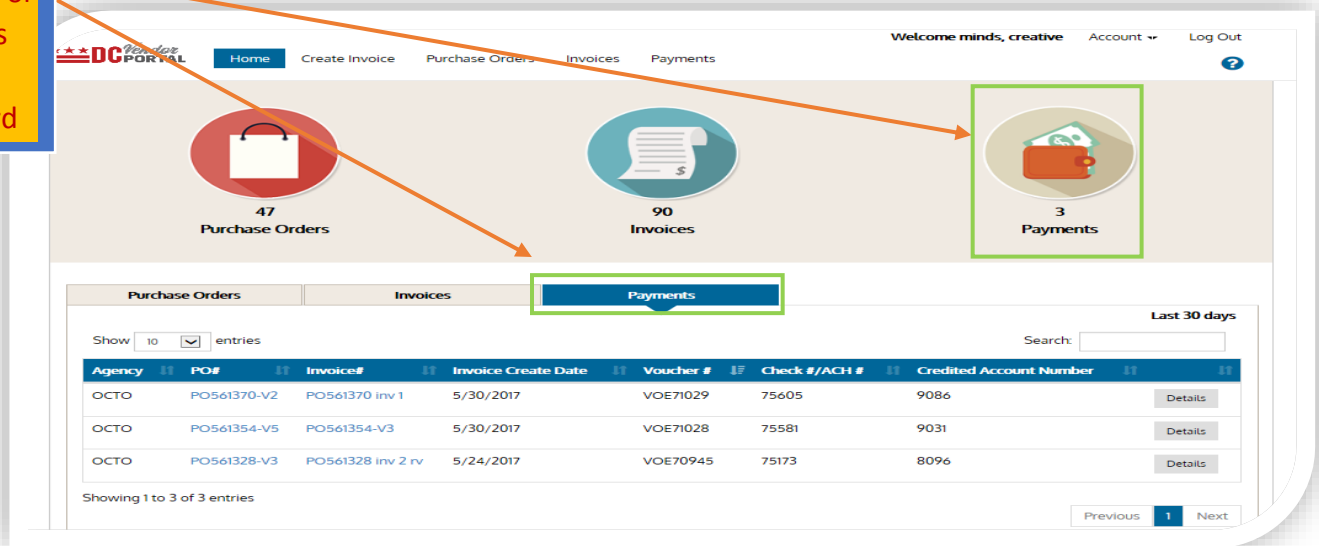 Welcome minds, creative Account Log Out
DC Vendor PORTAL Home Create Invoice Purchase Orders Invoices Payments
?
rd
$
47
Purchase Orders
90
Invoices
3
Payments
Purchase Orders Invoices Payments
Last 30 days
Show 10 entries Search:
Agency PO# Invoice# Invoice Create Date Voucher # Check #/ACH # Credited Account Number
OCTO PO561370-V2 PO561370 inv 1 5/30/2017 VOE71029 75605 9086 Details
OCTO PO561354-V5 PO561354-V3 5/30/2017 VOE71028 75581 9031 Details
OCTO PO561328-V3 PO561328 inv 2 rv 5/24/2017 VOE70945 75173 8096 Details
Showing 1 to 3 of 3 entries
Previous 1 Next